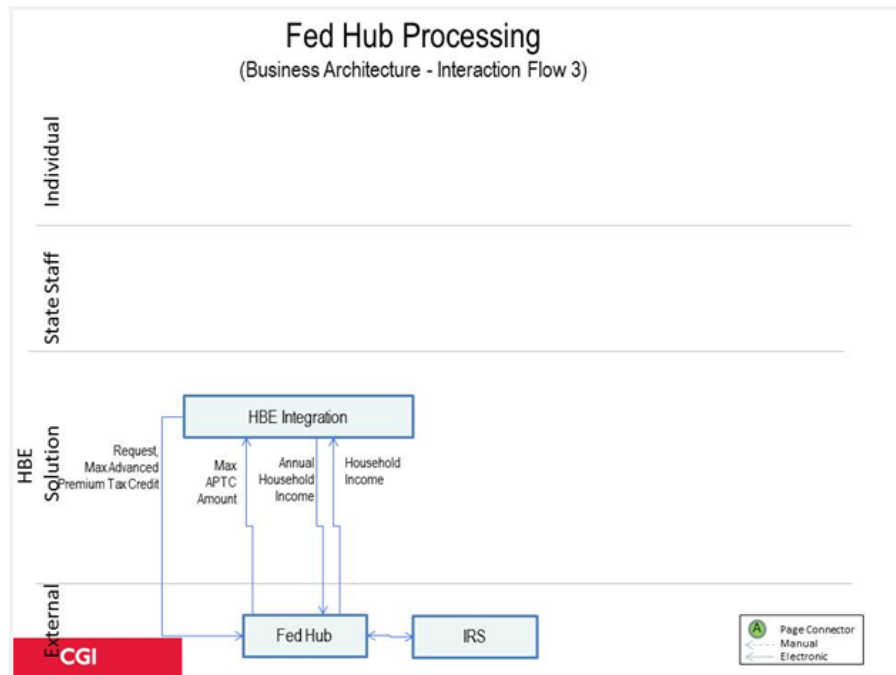 Fed Hub Processing
(Business Architecture - Interaction Flow 3)
Individual
State Staff
HBE
Solution
HBE Integration
Request,
Max Advanced
Premium Tax Credit
Max
APTC
Amount
Annual
Household
Income
Household
Income
External
Fed Hub
IRS
CGI
A
Page Connector
Manual
Electronic